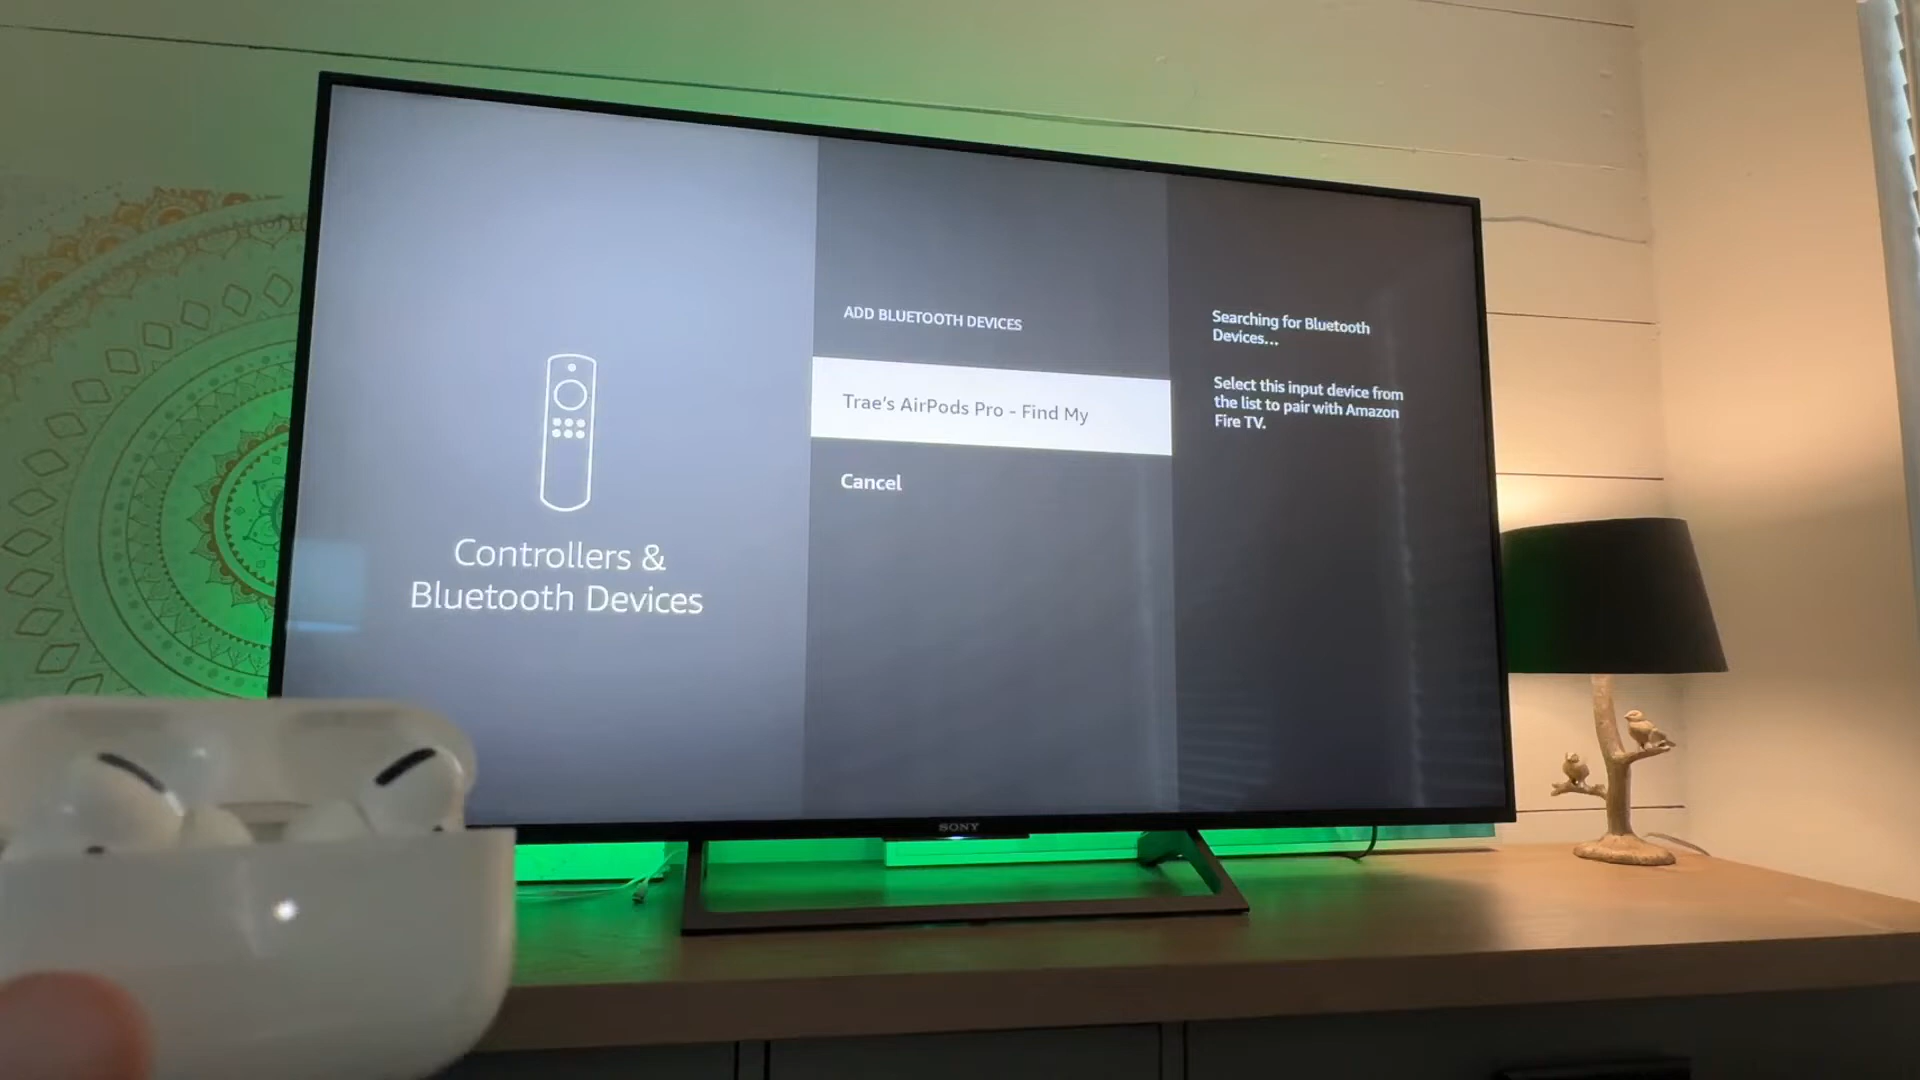 Controllers &
Bluetooth Devices
ADD BLUETOOTH DEVICES
Trae's AirPods Pro - Find My
Cancel
Searching for Bluetooth
Devices...
Select this input device from
the list to pair with Amazon
Fire TV.
SONY